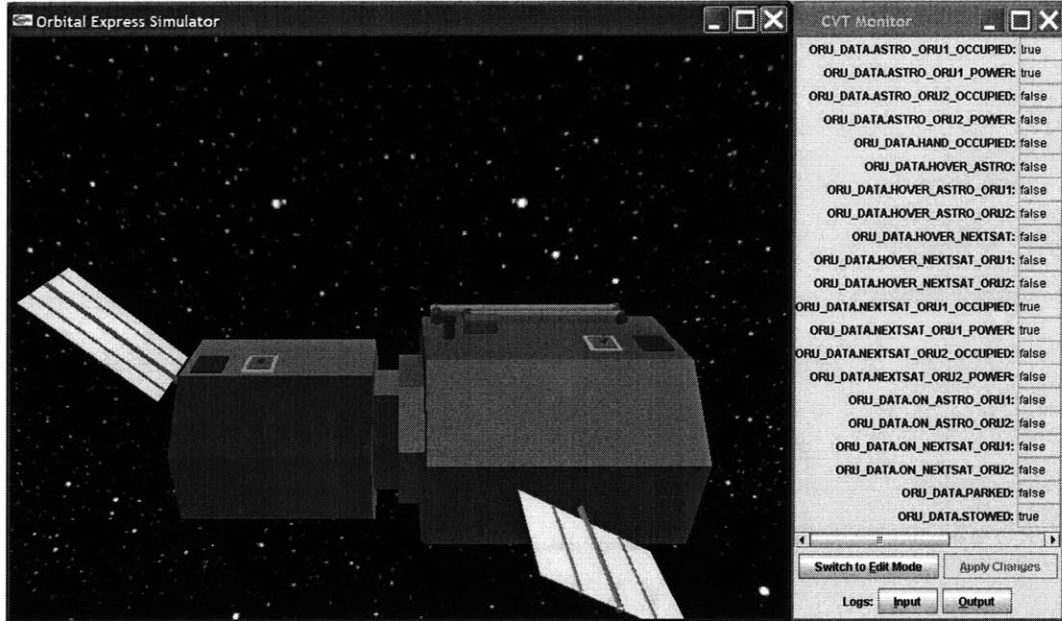 Orbital Express Simulator
CVT Monitor
ORU_DATA.ASTRO_ORU1_OCCUPIED: true
ORU_DATA.ASTRO_ORU1_POWER: true
ORU_DATA.ASTRO_ORU2_OCCUPIED: false
ORU_DATA.ASTRO_ORU2_POWER: false
ORU_DATA.HAND_OCCUPIED: false
ORU_DATA.HOVER_ASTRO: false
ORU_DATA.HOVER_ASTRO_ORU1: false
ORU_DATA.HOVER_ASTRO_ORU2: false
ORU_DATA.HOVER_NEXTSAT: false
ORU_DATA.HOVER_NEXTSAT_ORU1: false
ORU_DATA.HOVER_NEXTSAT_ORU2: false
ORU_DATA.NEXTSAT_ORU1_OCCUPIED: true
ORU_DATA.NEXTSAT_ORU1_POWER: true
ORU_DATA.NEXTSAT_ORU2_OCCUPIED: false
ORU_DATA.NEXTSAT_ORU2_POWER: false
ORU_DATA.ON_ASTRO_ORU1: false
ORU_DATA.ON_ASTRO_ORU2: false
ORU_DATA.ON_NEXTSAT_ORU1: false
ORU_DATA.ON_NEXTSAT_ORU2: false
ORU_DATA.PARKED: false
ORU_DATA.STOWED: true
Switch to Edit Mode Apply Changes
Logs: Input Output